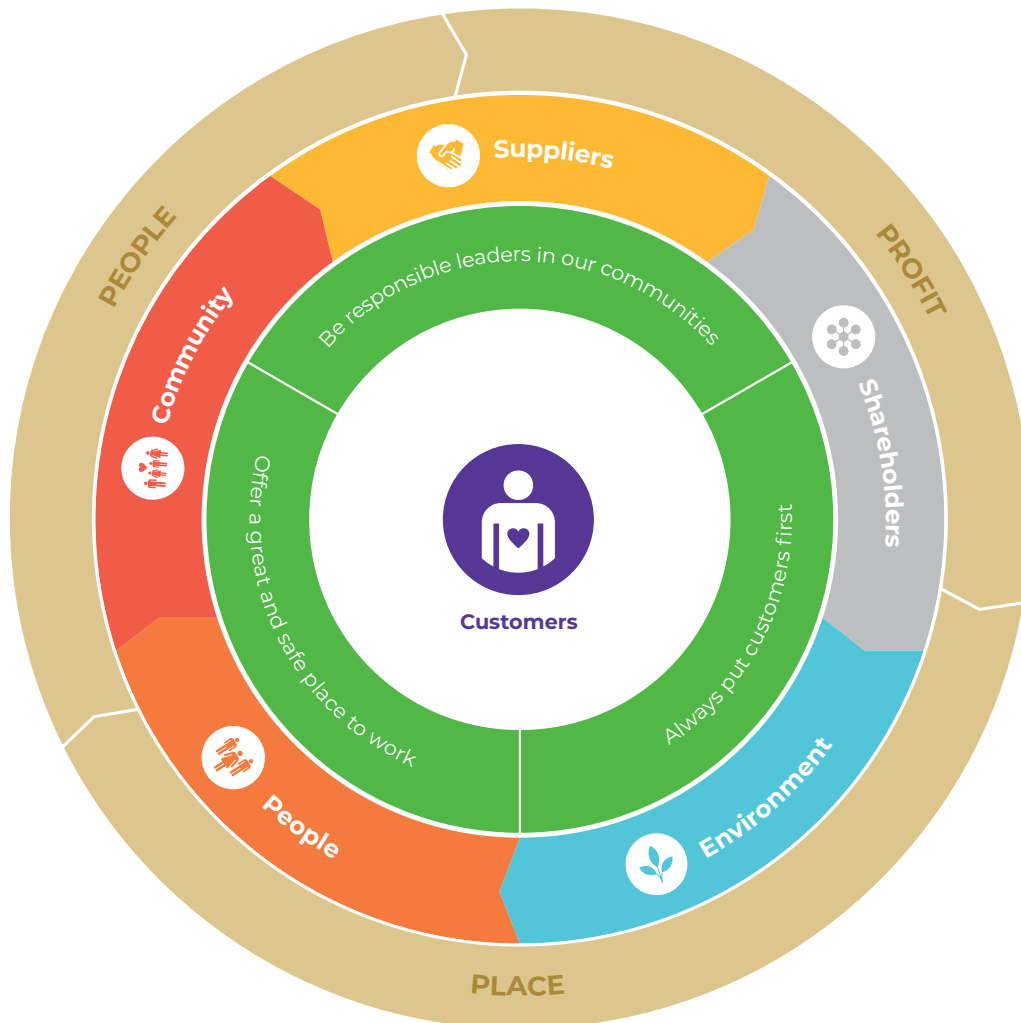 PEOPLE
PROFIT
PLACE
Suppliers
Shareholders
Environment
People
Community
Be responsible leaders in our communities
Always put customers first
Offer a great and safe place to work
Customers